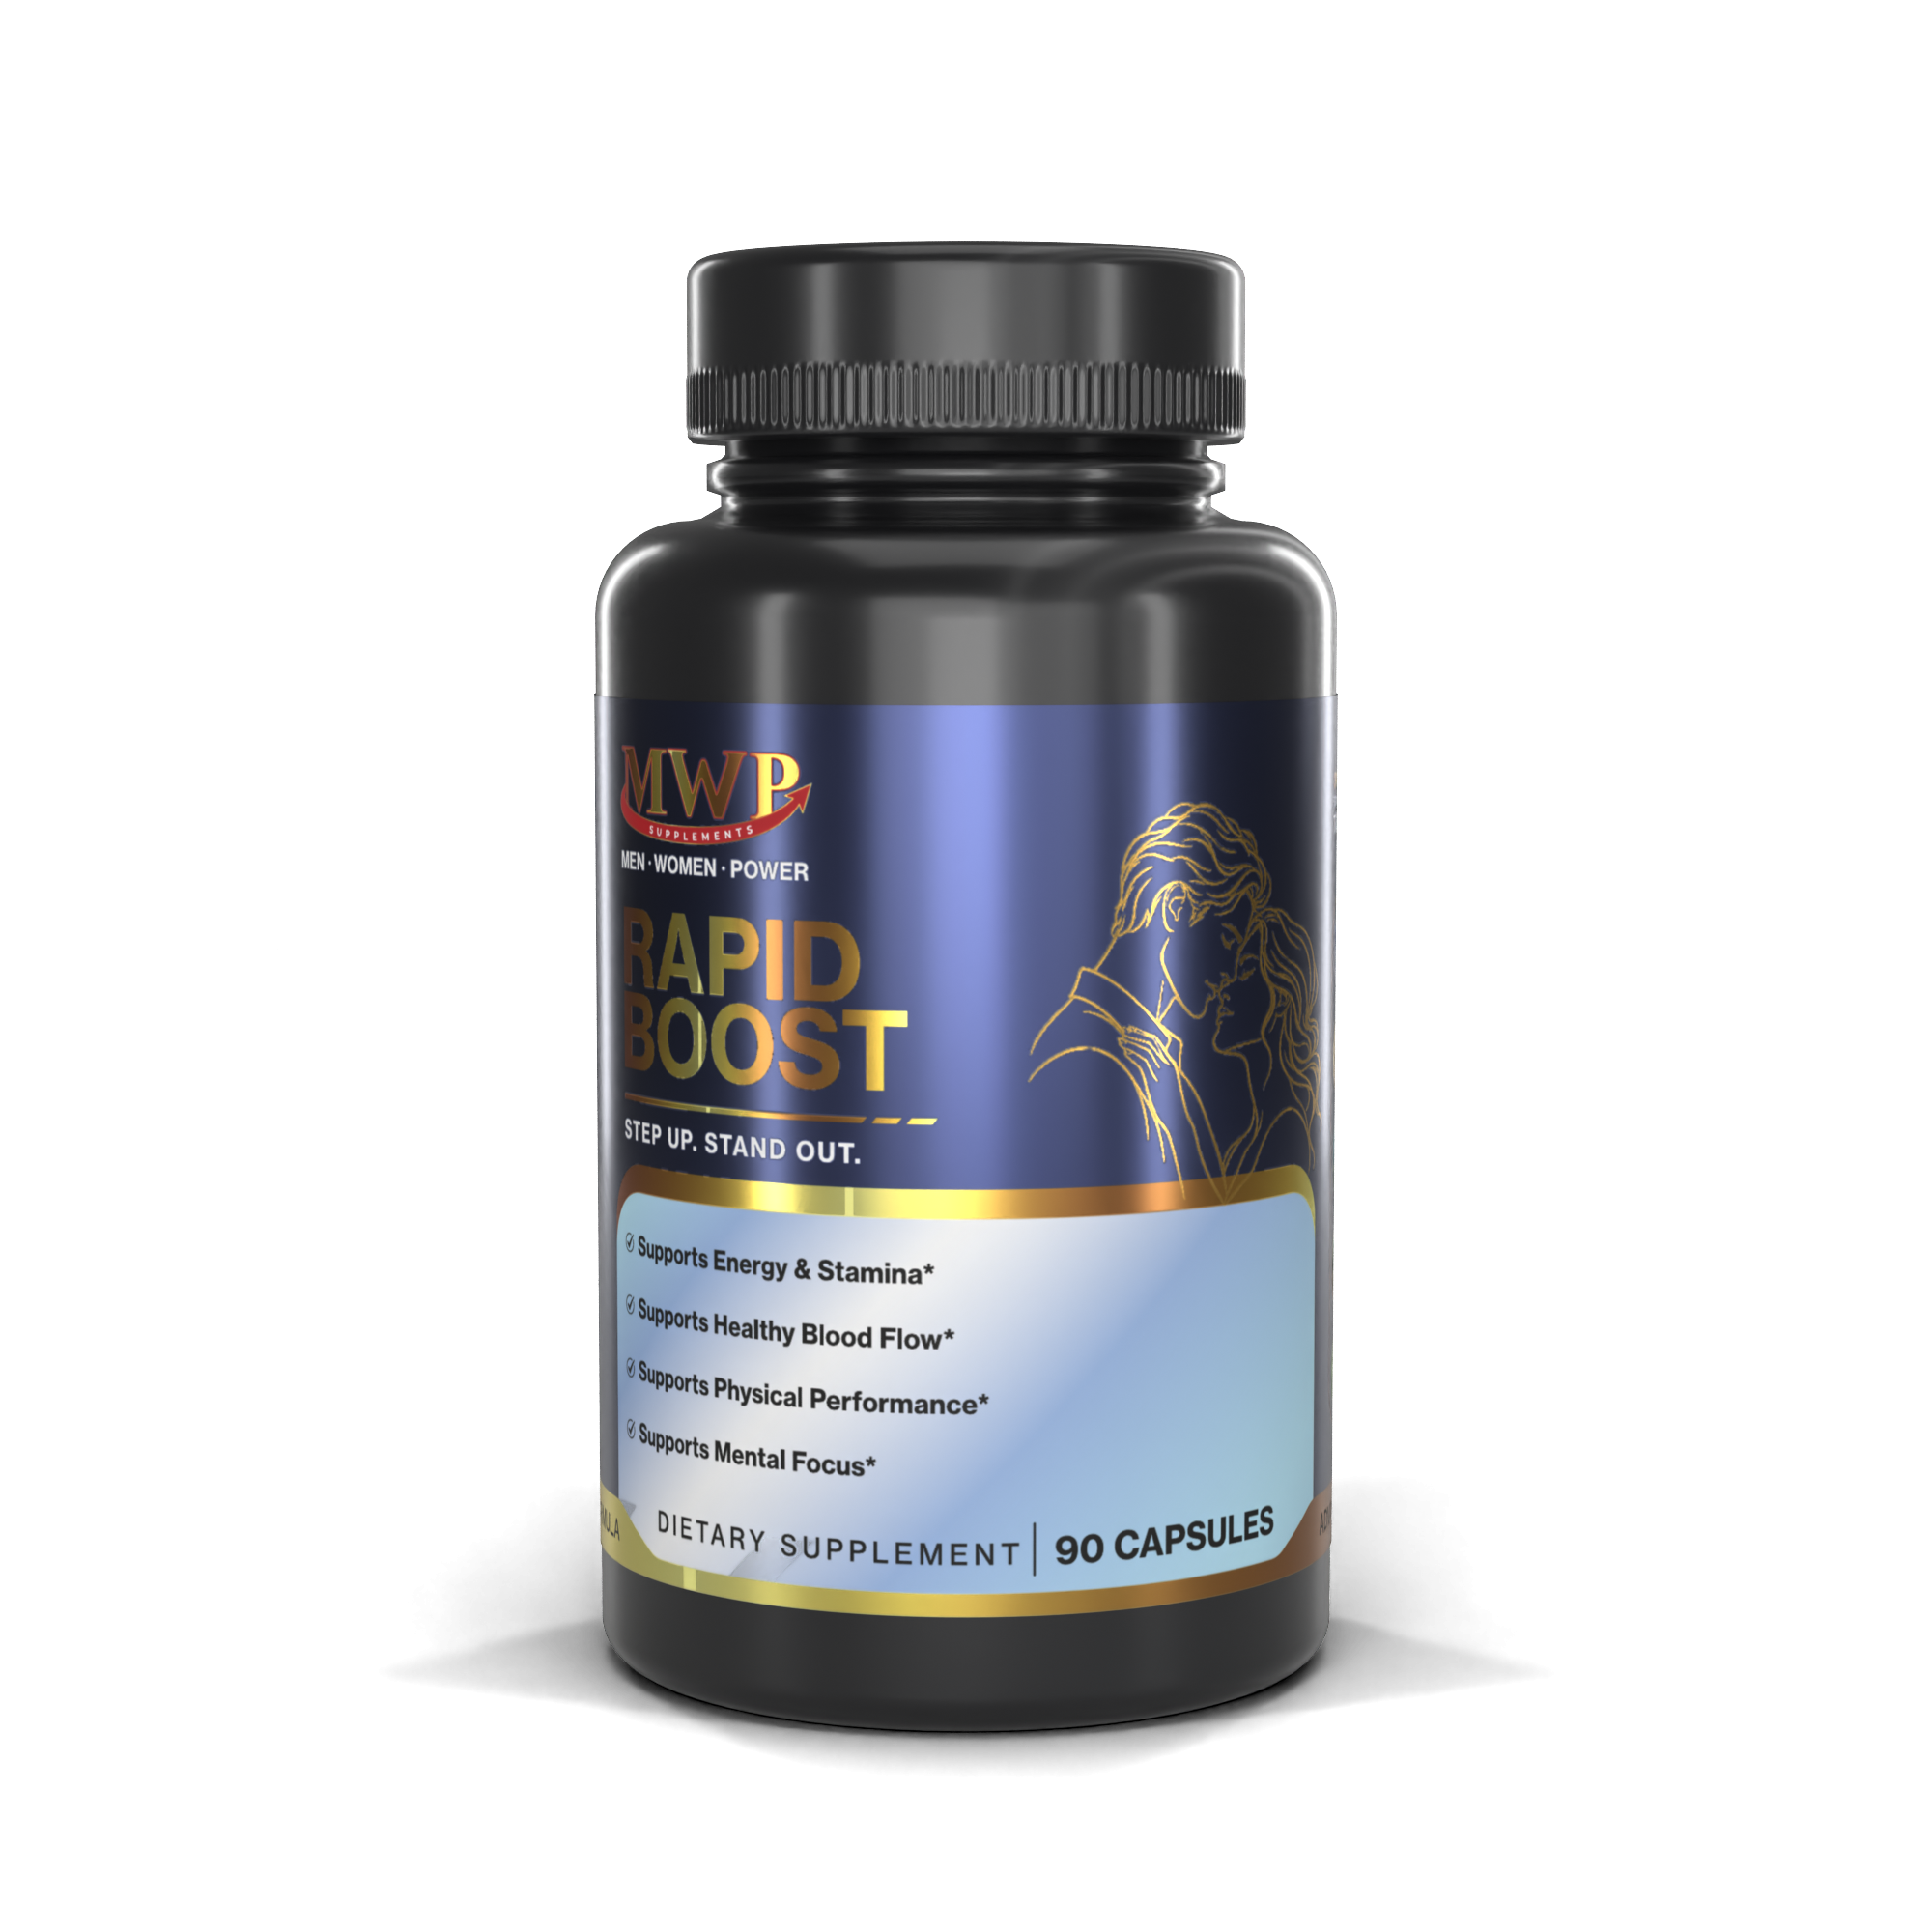 MWP
SUPPLEMENTS
MEN · WOMEN · POWER
RAPID
BOOST
STEP UP. STAND OUT.
Supports Energy & Stamina*
Supports Healthy Blood Flow*
Supports Physical Performance*
Supports Mental Focus*
DIETARY SUPPLEMENT | 90 CAPSULES